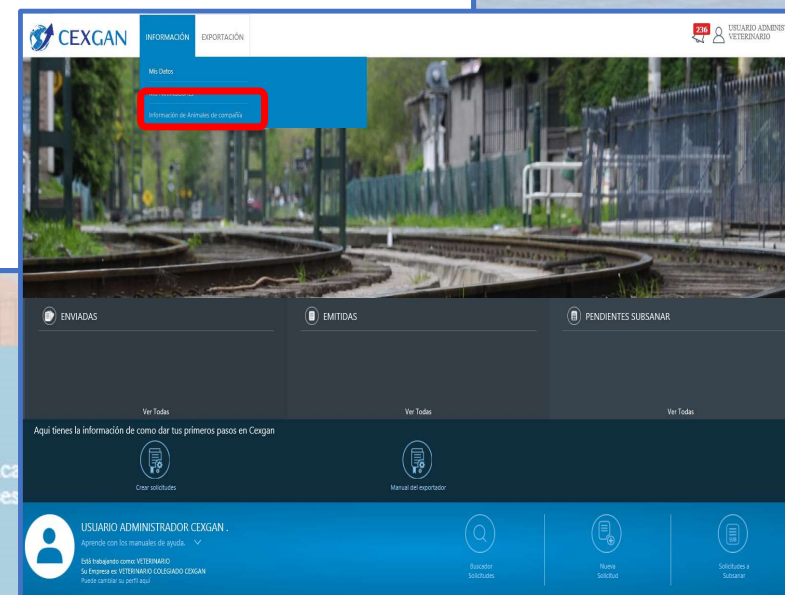 CEXGAN
INFORMACIÓN EXPORTACIÓN
236 USUARIO ADMINIS
VETERINARIO
Mis Datos
Información de Animales de compañía
ENVIADAS EMITIDAS PENDIENTES SUBSANAR
Ver Todas Ver Todas Ver Todas
Aqui tienes la información de como dar tus primeros pasos en Cexgan
Crear solicitudes Manual del exportador
USUARIO ADMINISTRADOR CEXGAN .
Aprende con los manuales de ayuda.
Está trabajando como: VETERINARIO
Su Empresa es: VETERINARIO COLEGIADO CEXGAN
Puede cambiar su perfil aquí
Buscador
Solicitudes
Nueva
Solicitud
SUB
Solicitudes a
Subsanar